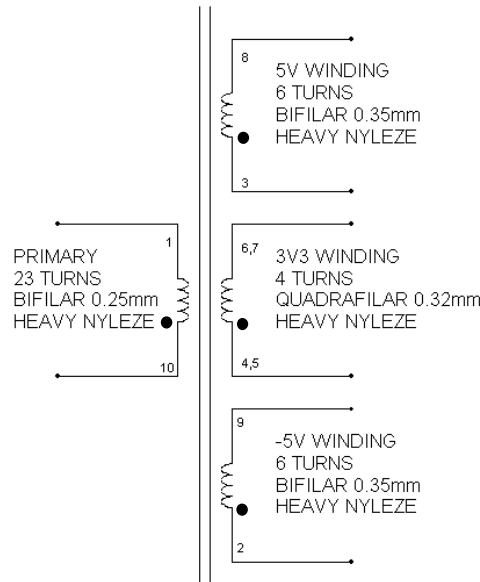 8
5V WINDING
6 TURNS
BIFILAR 0.35mm
HEAVY NYLEZE
3
1
PRIMARY
23 TURNS
BIFILAR 0.25mm
HEAVY NYLEZE
10
6,7
3V3 WINDING
4 TURNS
QUADRAFILAR 0.32mm
HEAVY NYLEZE
4,5
9
-5V WINDING
6 TURNS
BIFILAR 0.35mm
HEAVY NYLEZE
2